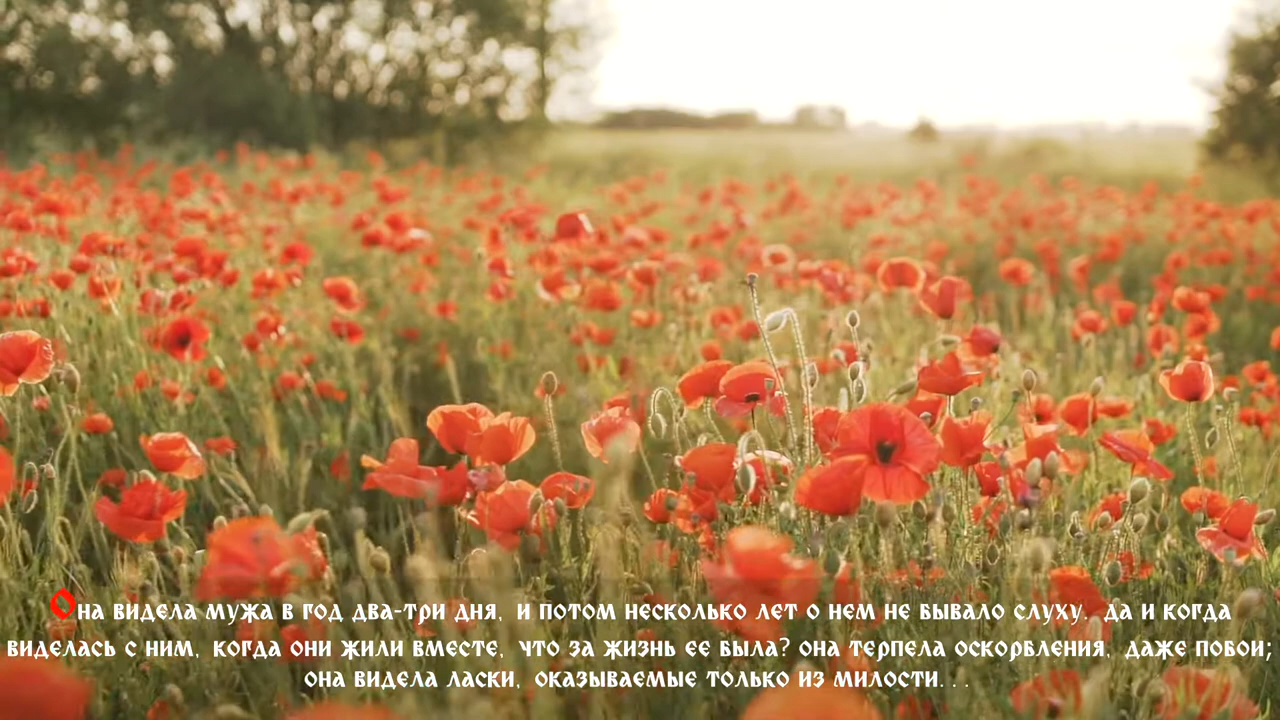 Она видела мужа в год два-три дня, и потом несколько лет о нем не бывало слуху. да и когда
виделась с ним, когда они жили вместе, что за жизнь ее была? она терпела оскорбления, даже побои;
она видела ласки, оказываемые только из милости...